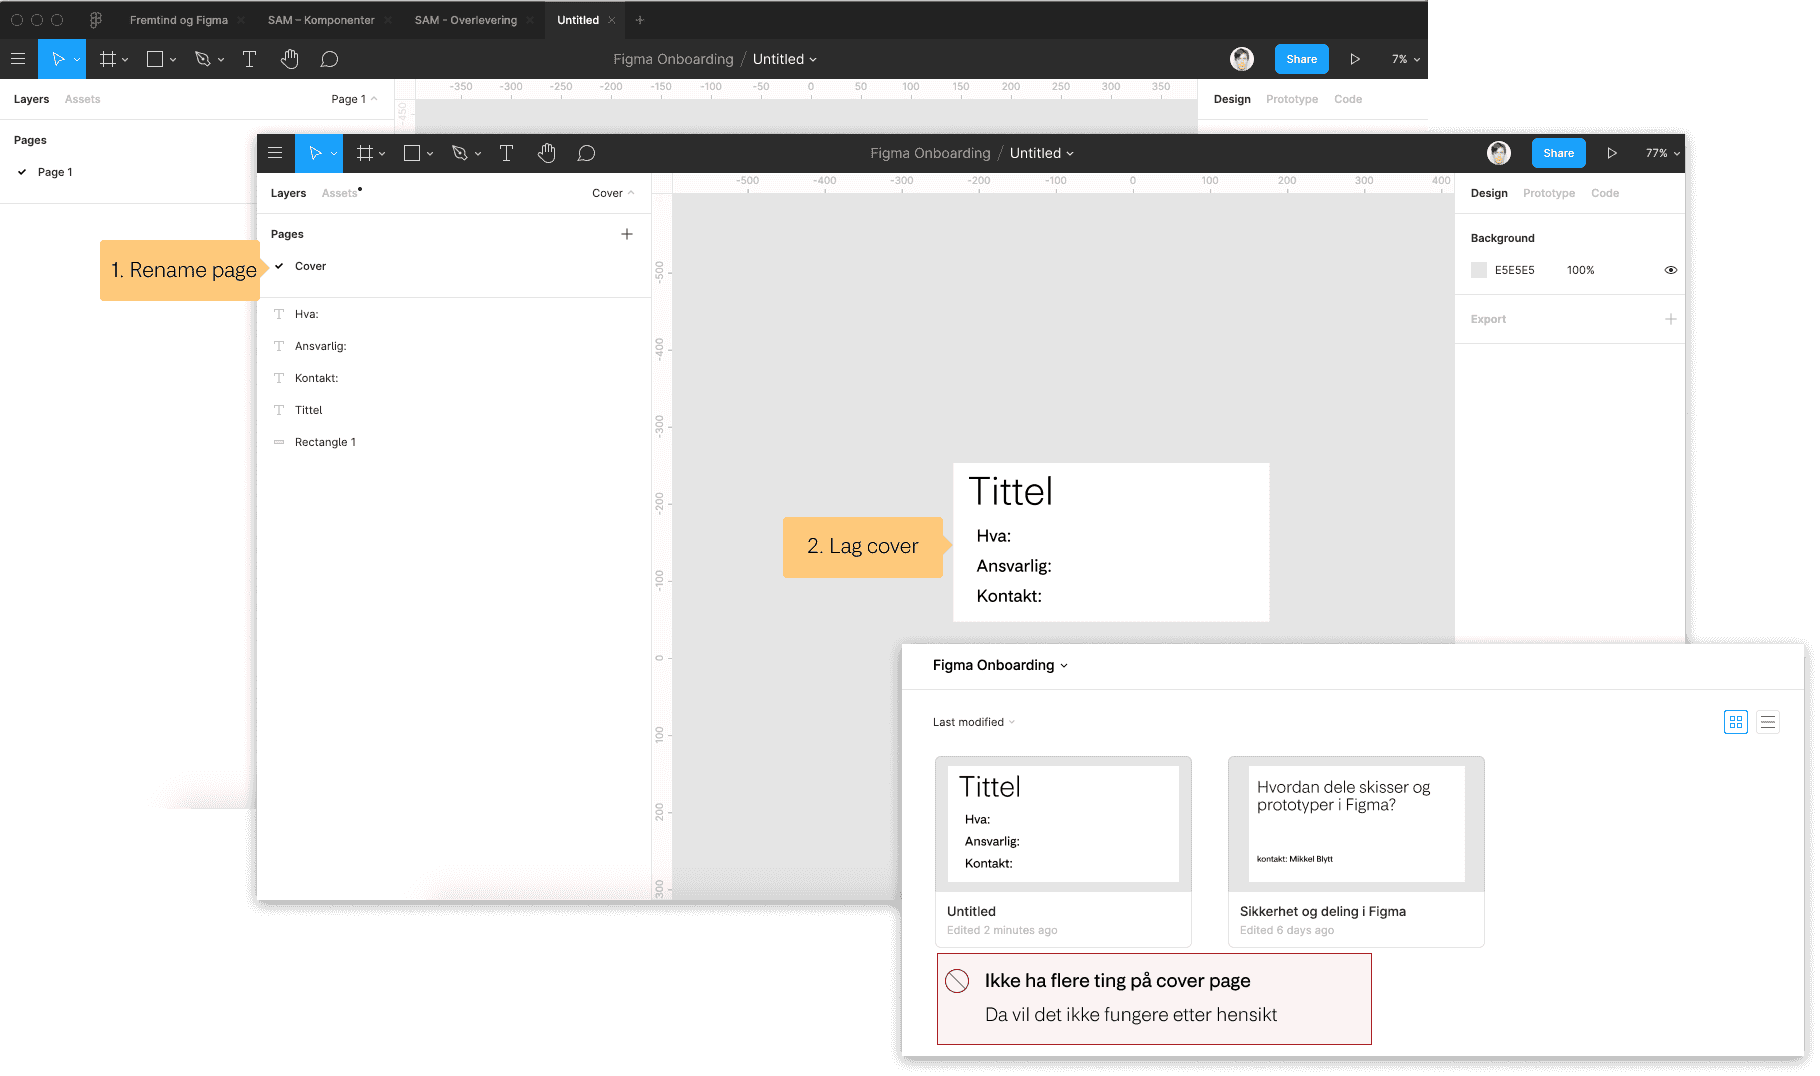 Fremtind og Figma
SAM – Komponenter
SAM - Overlevering
Untitled
Figma Onboarding / Untitled
Share
7%
Layers
Assets
Page 1
-350 -300 -250 -200 -150 -100 -50 0 50 100 150 200 250 300 350
-450
Design
Prototype
Code
Pages
Page 1
Figma Onboarding / Untitled
Share
77%
Layers
Assets
Cover
-500 -400 -300 -200 -100 0 100 200 300 400
Design
Prototype
Code
Pages
Background
1. Rename page
Cover
E5E5E5
100%
-500
-400
-300
-200
-100
0
100
200
300
Export
Hva:
Ansvarlig:
Kontakt:
Tittel
Rectangle 1
Tittel
2. Lag cover
Hva:
Ansvarlig:
Kontakt:
Figma Onboarding
Last modified
Tittel
Hva:
Ansvarlig:
Kontakt:
Untitled
Edited 2 minutes ago
Hvordan dele skisser og
prototyper i Figma?
kontakt: Mikkel Blytt
Sikkerhet og deling i Figma
Edited 6 days ago
Ikke ha flere ting på cover page
Da vil det ikke fungere etter hensikt